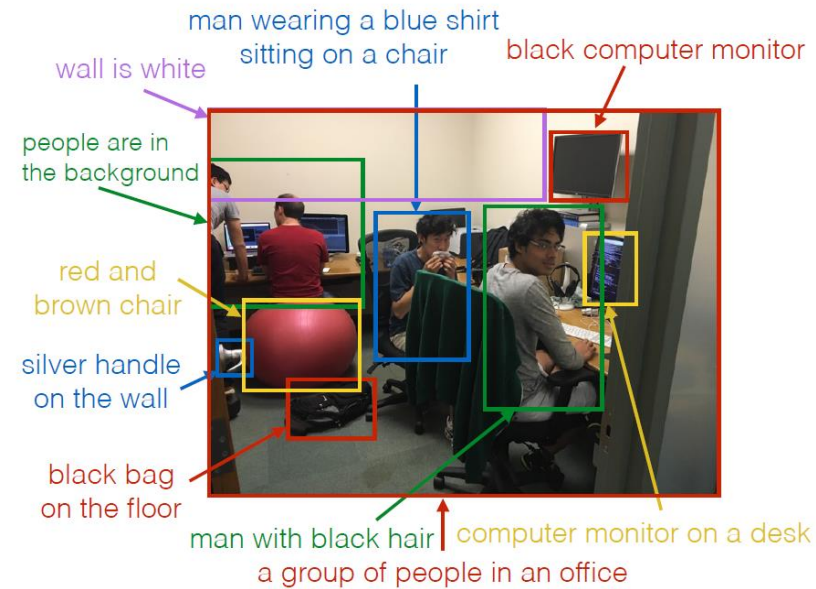 man wearing a blue shirt
sitting on a chair
black computer monitor
wall is white
people are in
the background
red and
brown chair
silver handle
on the wall
black bag
on the floor
man with black hair
computer monitor on a desk
a group of people in an office